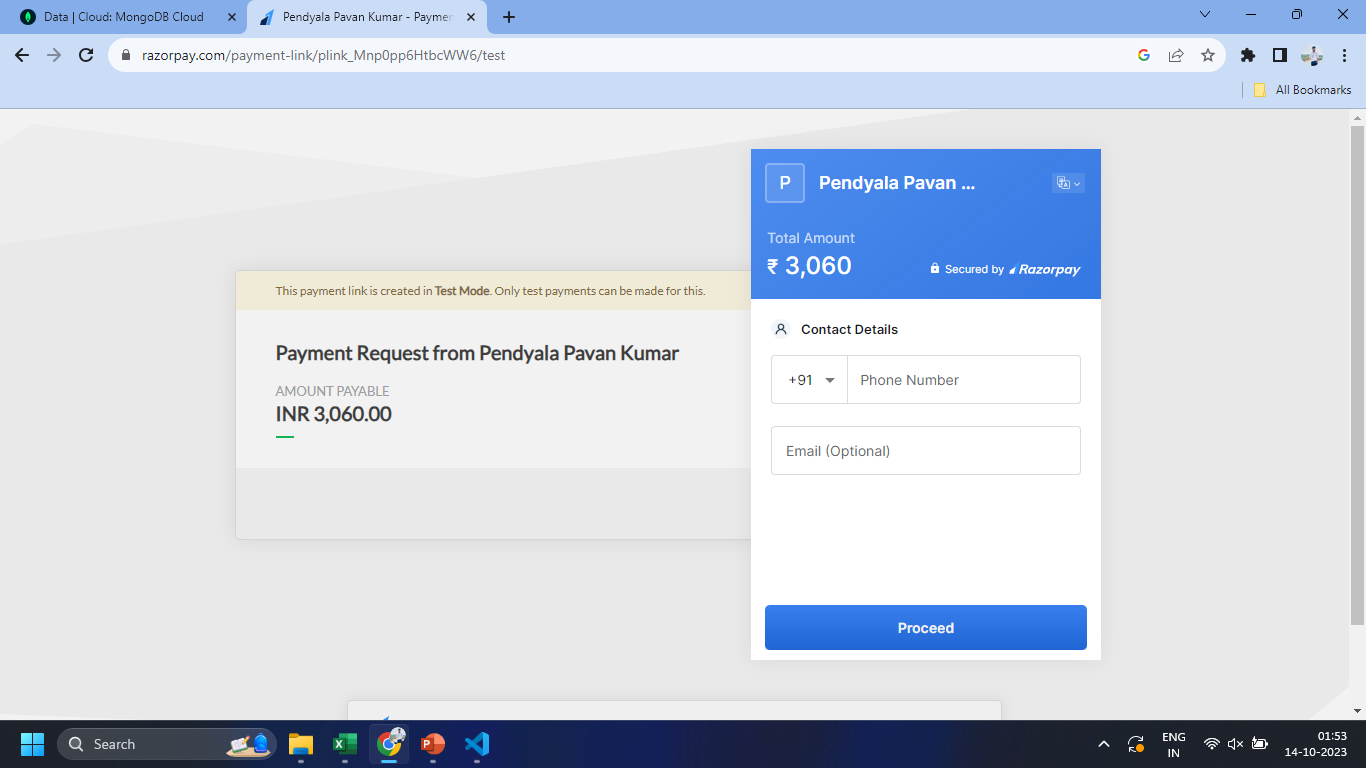 Data | Cloud: MongoDB Cloud
Pendyala Pavan Kumar - Paymen
razorpay.com/payment-link/plink_Mnp0pp6HtbcWW6/test
All Bookmarks
This payment link is created in Test Mode. Only test payments can be made for this.
Payment Request from Pendyala Pavan Kumar
AMOUNT PAYABLE
INR 3,060.00
P
Pendyala Pavan ...
Total Amount
₹ 3,060
Secured by Razorpay
Contact Details
+91
Phone Number
Email (Optional)
Proceed
Search
ENG
IN
01:53
14-10-2023